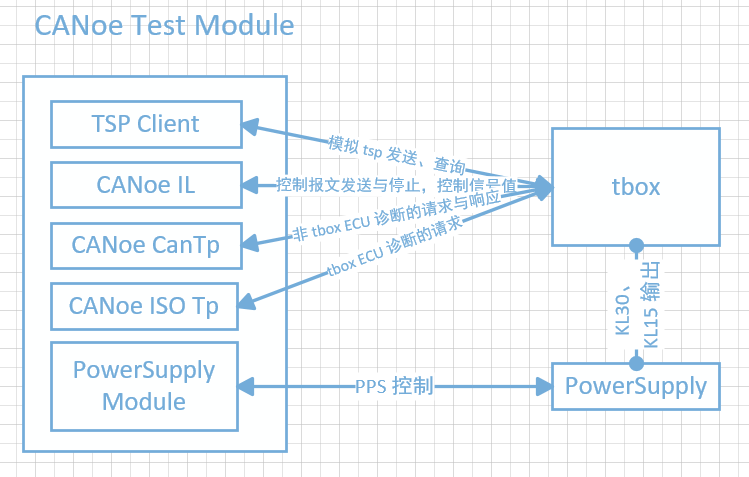 CANoe Test Module
TSP Client
CANoe IL
CANoe CanTp
CANoe ISO Tp
PowerSupply
Module
模拟 tsp 发送、查询
控制报文发送与停止，控制信号值
非 tbox ECU 诊断的请求与响应
tbox ECU 诊断的请求
PPS 控制
tbox
KL30、
KL15 输出
PowerSupply